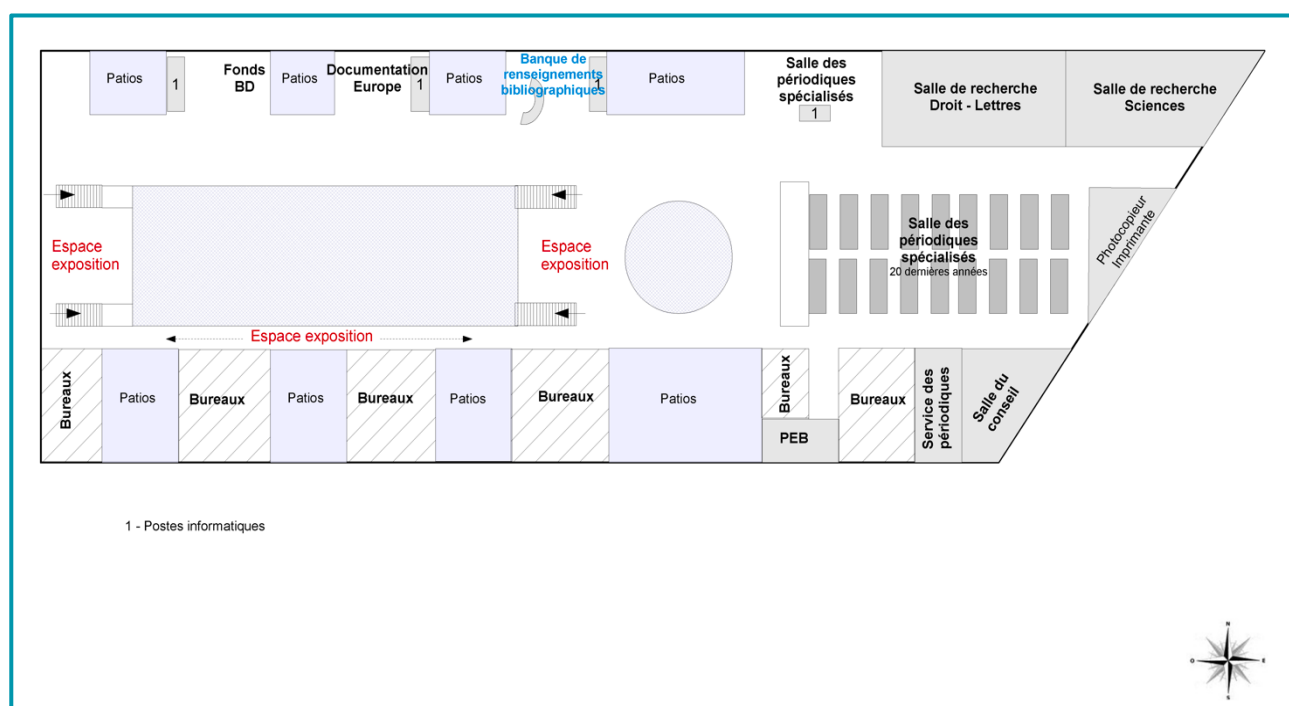 Patios
1
Fonds
BD
Patios
Documentation
Europe
1
Patios
Banque de
renseignements
bibliographiques
1
Patios
Salle des
périodiques
spécialisés
1
Salle de recherche
Droit - Lettres
Salle de recherche
Sciences
Espace
exposition
Espace
exposition
Salle des
périodiques
spécialisés
20 dernières années
Photocopieur
Imprimante
Espace exposition
Bureaux
Patios
Bureaux
Patios
Bureaux
Patios
Bureaux
Patios
Bureaux
PEB
Bureaux
Service des
périodiques
Salle du
conseil
1 - Postes informatiques
N
O
E
S